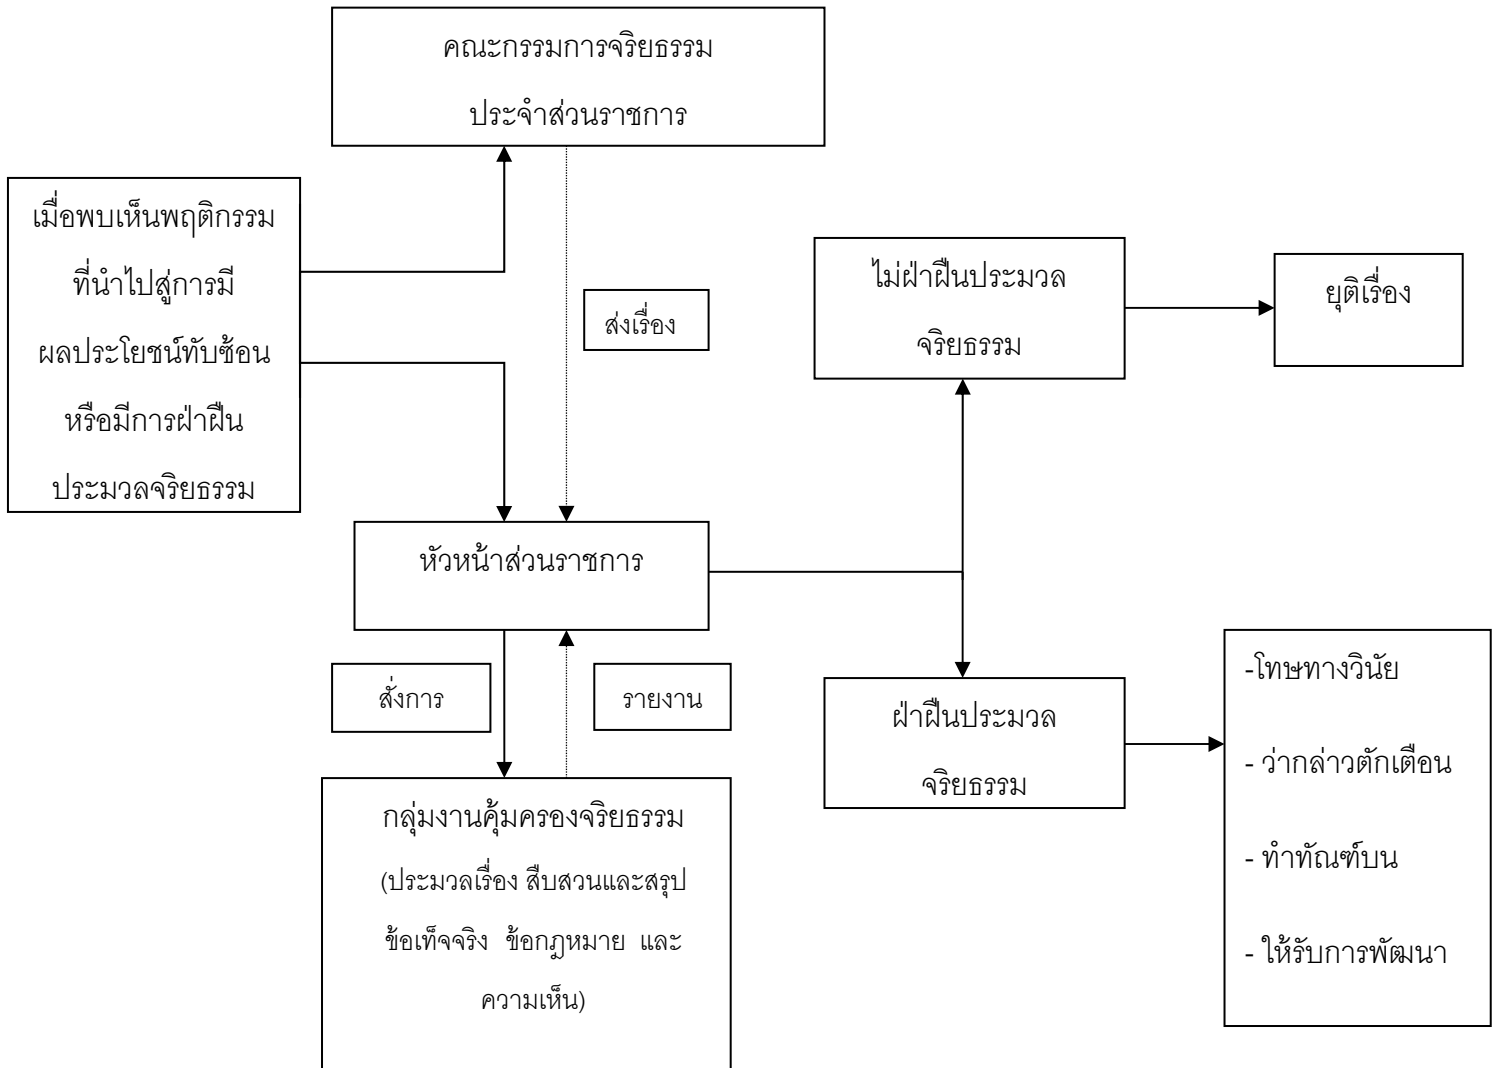 คณะกรรมการจริยธรรม
ประจำส่วนราชการ
เมื่อพบเห็นพฤติกรรม
ที่นำไปสู่การมี
ผลประโยชน์ทับซ้อน
หรือมีการฝ่าฝืน
ประมวลจริยธรรม
ส่งเรื่อง
ไม่ฝ่าฝืนประมวล
จริยธรรม
ยุติเรื่อง
หัวหน้าส่วนราชการ
สั่งการ
รายงาน
ฝ่าฝืนประมวล
จริยธรรม
-โทษทางวินัย
- ว่ากล่าวตักเตือน
- ทำทัณฑ์บน
- ให้รับการพัฒนา
กลุ่มงานคุ้มครองจริยธรรม
(ประมวลเรื่อง สืบสวนและสรุป
ข้อเท็จจริง ข้อกฎหมาย และ
ความเห็น)